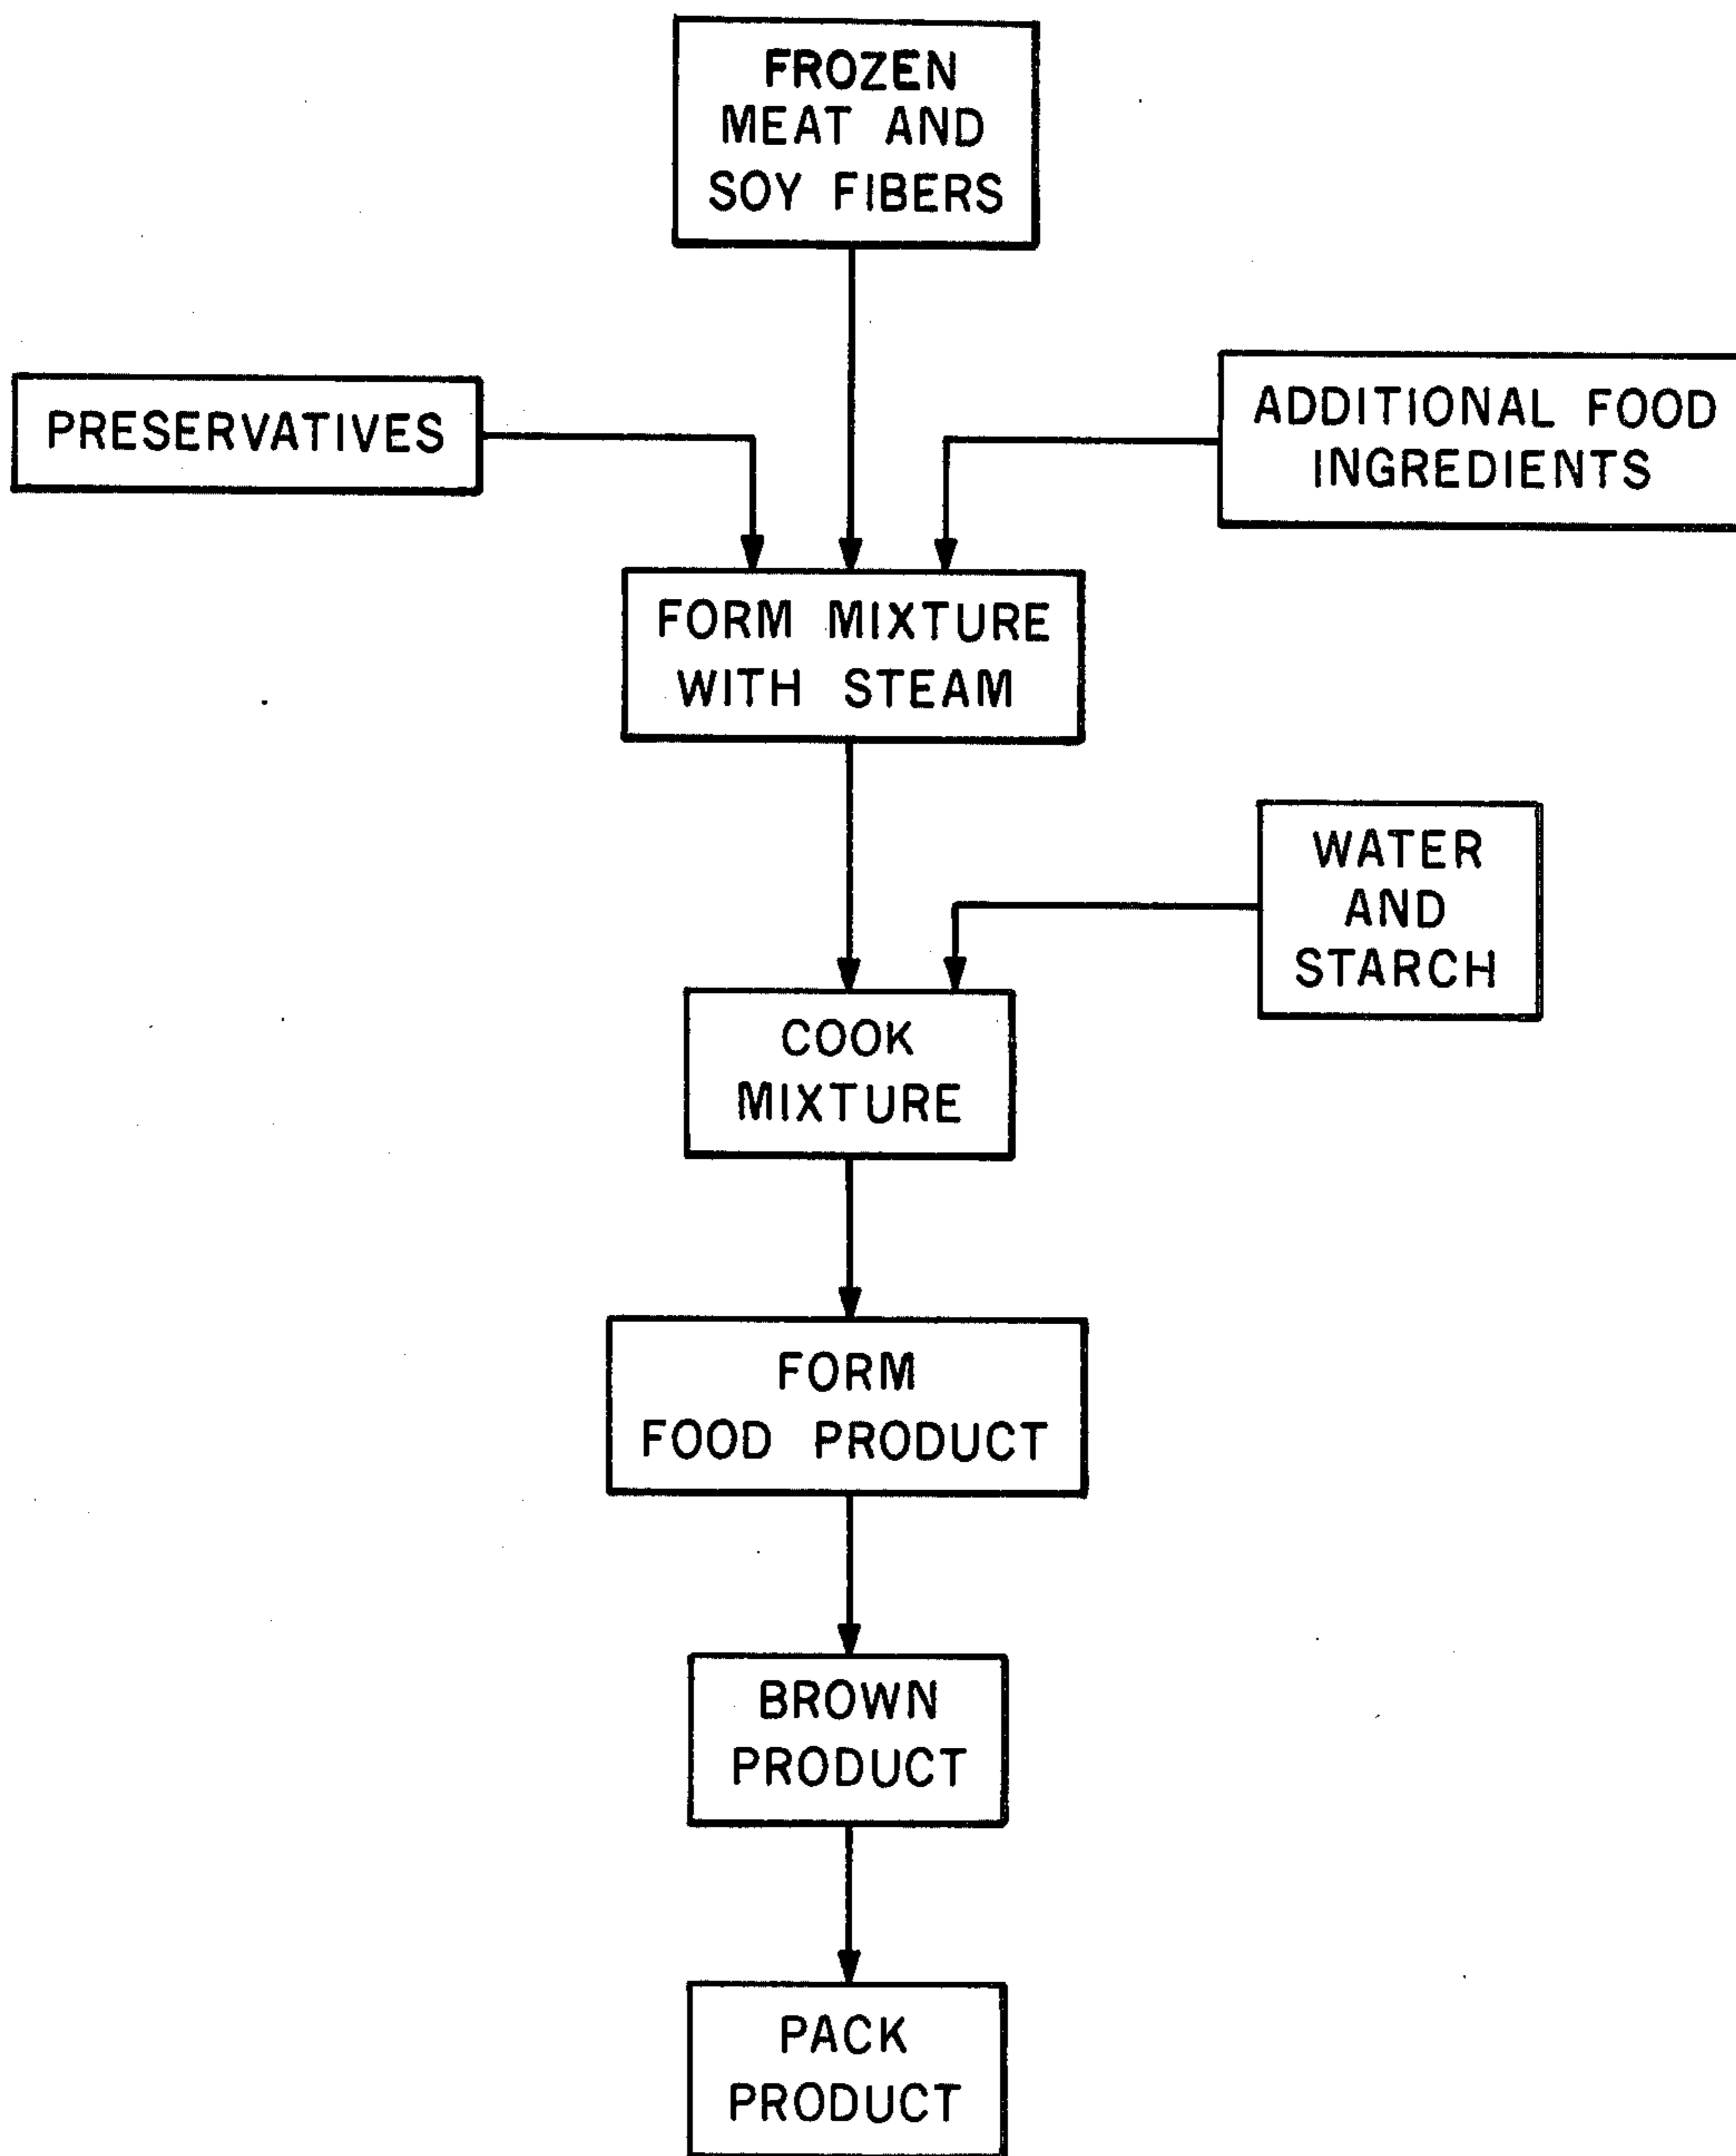 FROZEN
MEAT AND
SOY FIBERS
PRESERVATIVES
ADDITIONAL FOOD
INGREDIENTS
FORM MIXTURE
WITH STEAM
WATER
AND
STARCH
COOK
MIXTURE
FORM
FOOD PRODUCT
BROWN
PRODUCT
PACK
PRODUCT